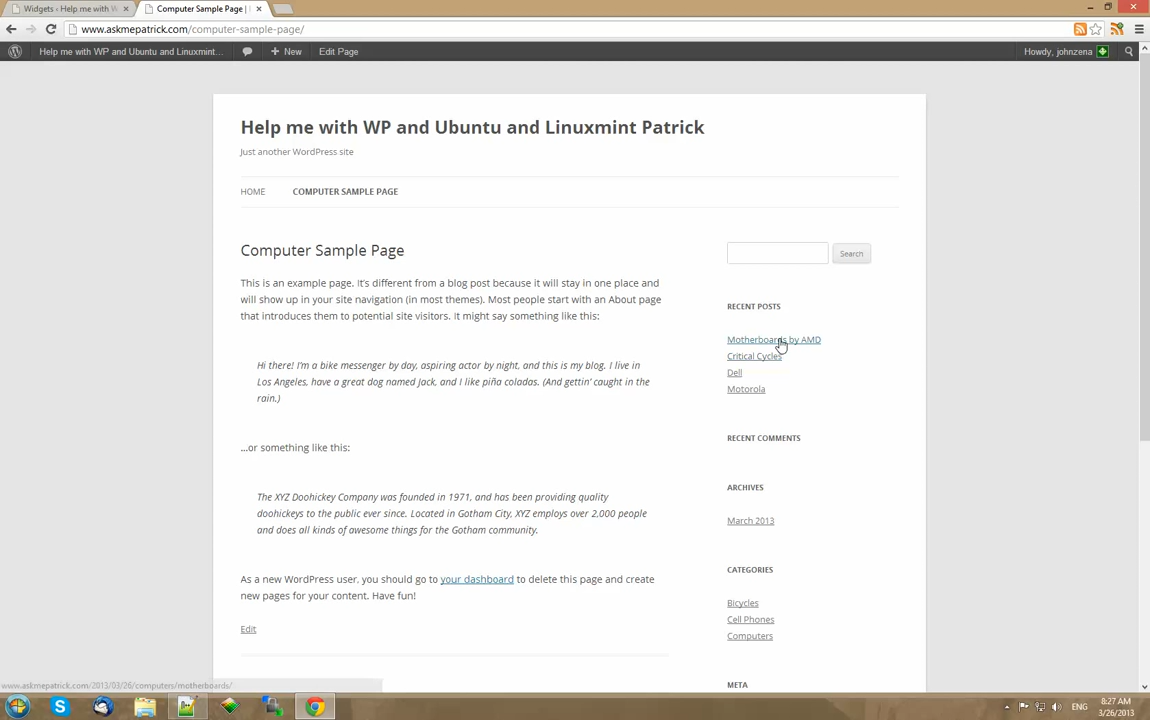 Widgets ‹ Help me with W
Computer Sample Page |
www.askmepatrick.com/computer-sample-page/
Help me with WP and Ubuntu and Linuxmint...
New
Edit Page
Howdy, johnzena
Help me with WP and Ubuntu and Linuxmint Patrick
Just another WordPress site
HOME
COMPUTER SAMPLE PAGE
Computer Sample Page
This is an example page. It's different from a blog post because it will stay in one place and
will show up in your site navigation (in most themes). Most people start with an About page
that introduces them to potential site visitors. It might say something like this:
Hi there! I'm a bike messenger by day, aspiring actor by night, and this is my blog. I live in
Los Angeles, have a great dog named Jack, and I like piña coladas. (And gettin' caught in the
rain.)
...or something like this:
The XYZ Doohickey Company was founded in 1971, and has been providing quality
doohickeys to the public ever since. Located in Gotham City, XYZ employs over 2,000 people
and does all kinds of awesome things for the Gotham community.
As a new WordPress user, you should go to your dashboard to delete this page and create
new pages for your content. Have fun!
Edit
Search
RECENT POSTS
Motherboards by AMD
Critical Cycles
Dell
Motorola
RECENT COMMENTS
ARCHIVES
March 2013
CATEGORIES
Bicycles
Cell Phones
Computers
META
www.askmepatrick.com/2013/03/26/computers/motherboards/
ENG
8:27 AM
3/26/2013